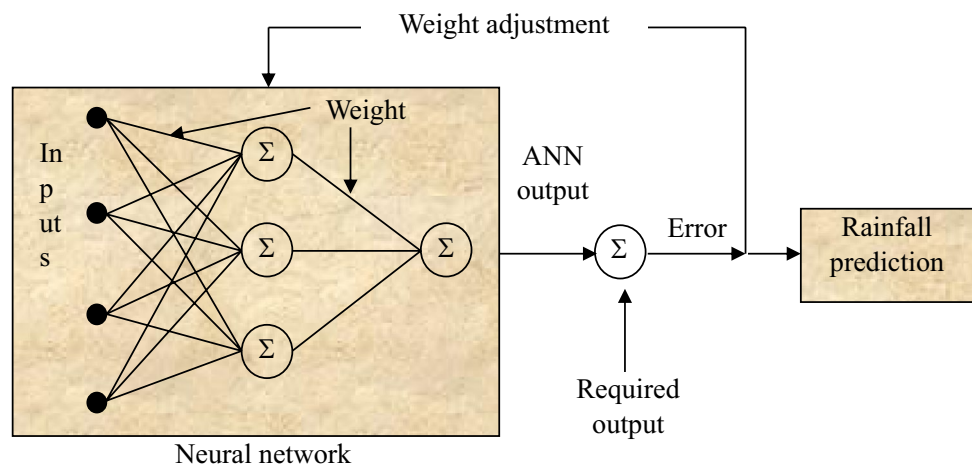 Weight adjustment
Weight
In
p
ut
s
Σ
Σ
Σ
Σ
ANN
output
Σ
Error
Rainfall
prediction
Required
output
Neural network